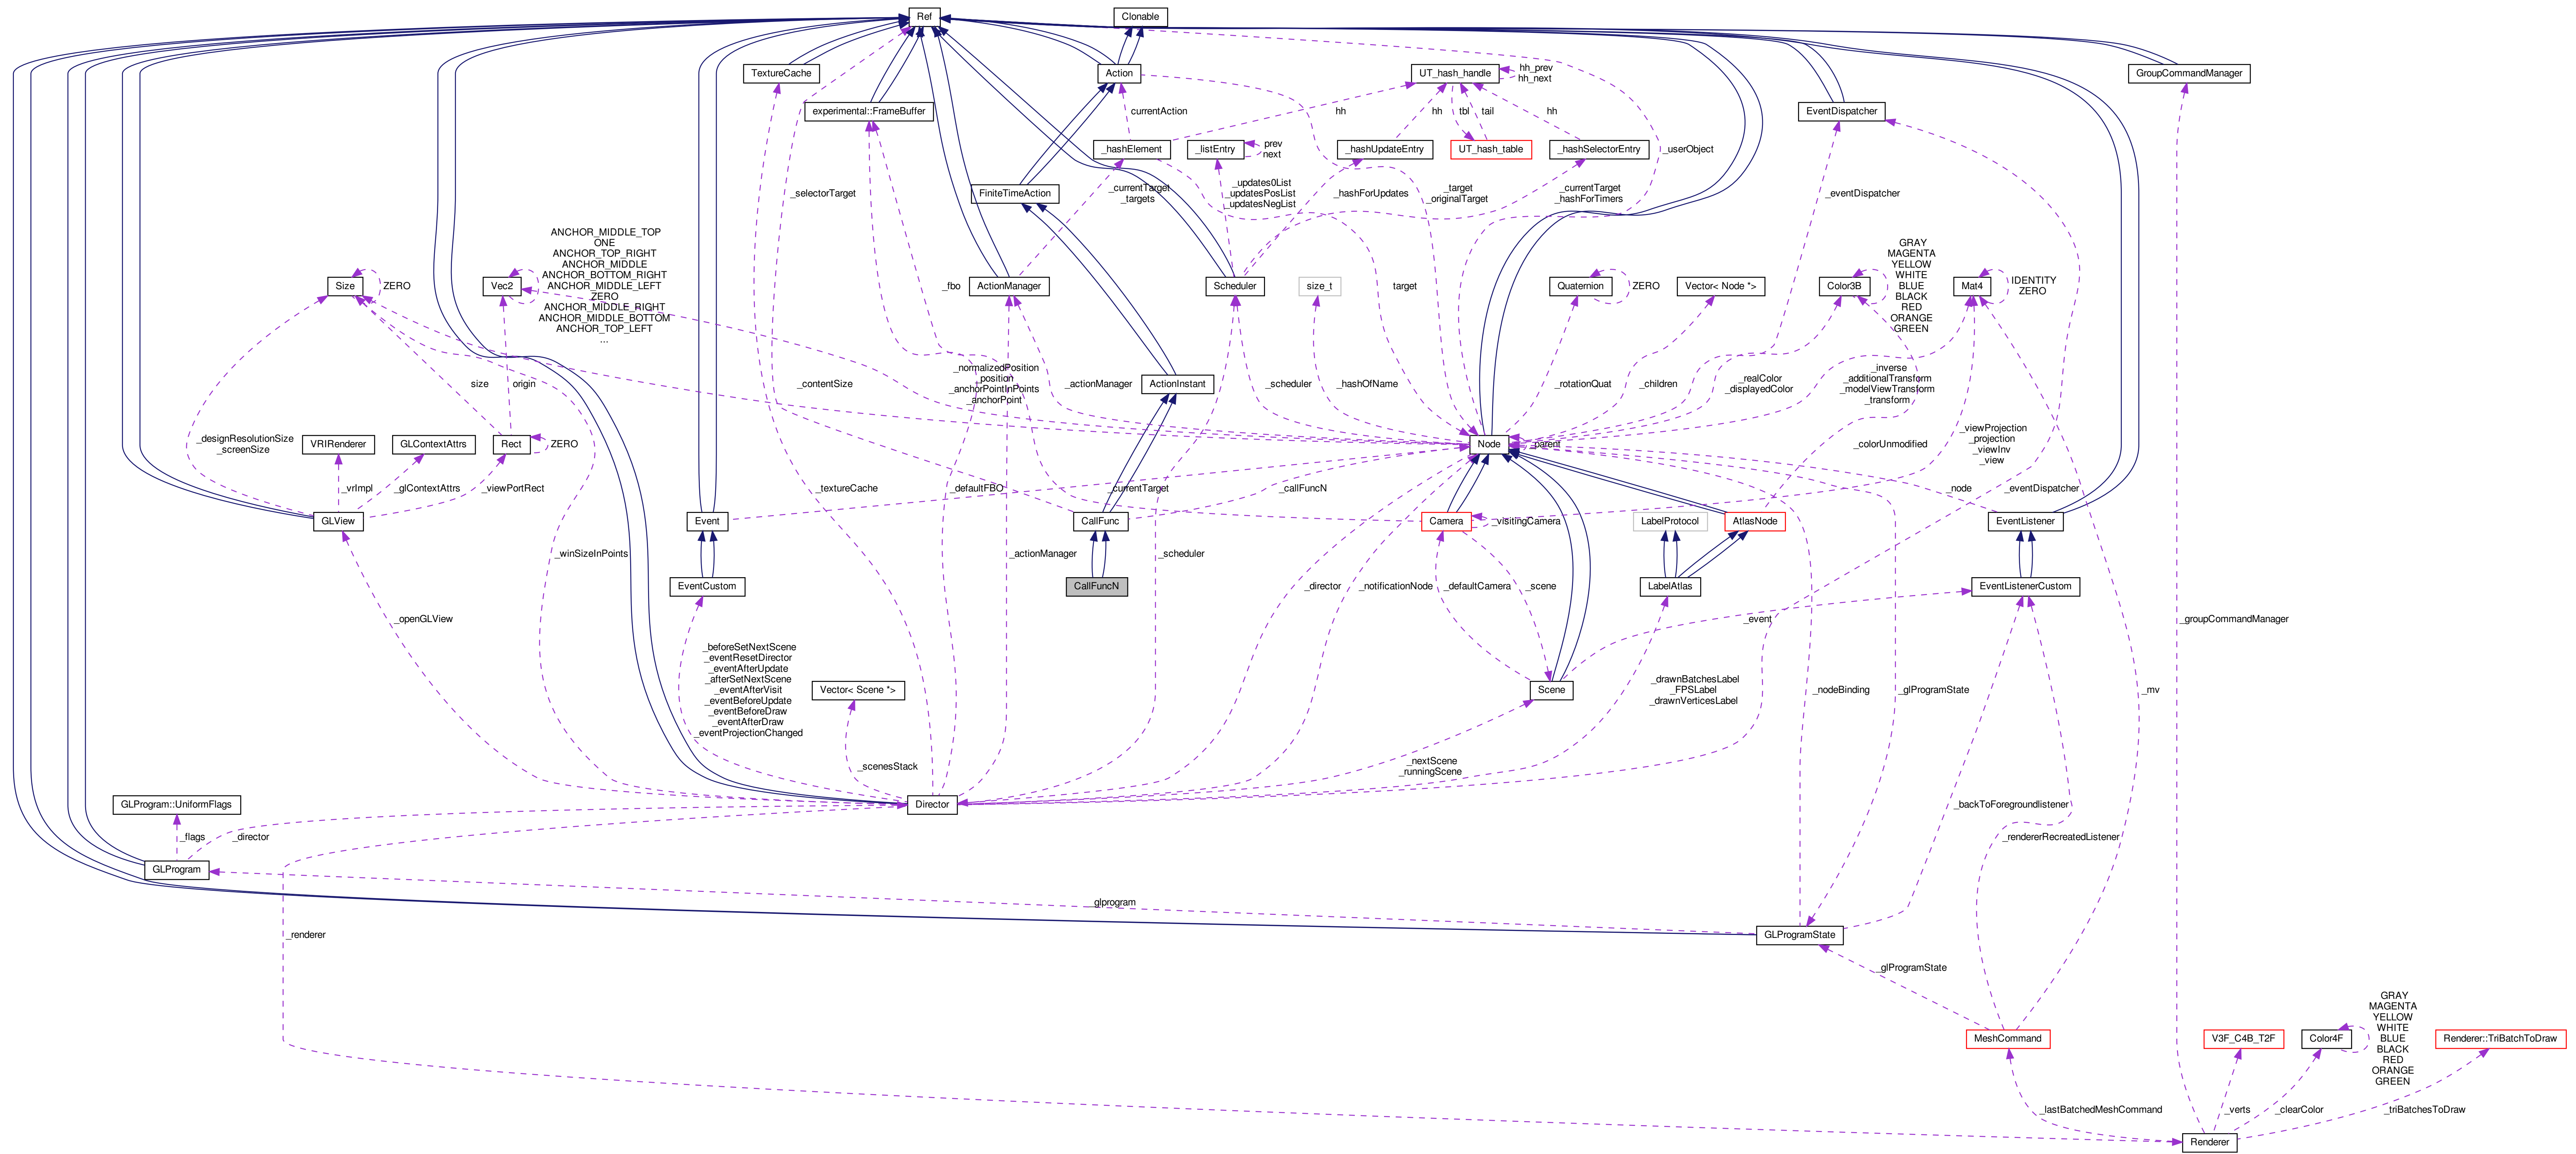 Ref
Clonable
TextureCache
Action
UT_hash_handle
hh_prev
hh_next
GroupCommandManager
experimental::FrameBuffer
currentAction
hh
hh
tbl
tail
hh
EventDispatcher
_hashElement
_listEntry
prev
next
_hashUpdateEntry
UT_hash_table
_hashSelectorEntry
_userObject
_selectorTarget
FiniteTimeAction
_currentTarget
_targets
_updates0List
_updatesPosList
_updatesNegList
_hashForUpdates
_target
_originalTarget
_currentTarget
_hashForTimers
_eventDispatcher
ANCHOR_MIDDLE_TOP
ONE
ANCHOR_TOP_RIGHT
ANCHOR_MIDDLE
ANCHOR_BOTTOM_RIGHT
ANCHOR_MIDDLE_LEFT
ZERO
ANCHOR_MIDDLE_RIGHT
ANCHOR_MIDDLE_BOTTOM
ANCHOR_TOP_LEFT
...
GRAY
MAGENTA
YELLOW
WHITE
BLUE
BLACK
RED
ORANGE
GREEN
Size
ZERO
Vec2
_fbo
ActionManager
Scheduler
size_t
target
Quaternion
ZERO
Vector< Node *>
Color3B
Mat4
IDENTITY
ZERO
size
origin
_contentSize
_normalizedPosition
_position
_anchorPointInPoints
_anchorPoint
_actionManager
ActionInstant
_scheduler
_hashOfName
_rotationQuat
_children
_realColor
_displayedColor
_inverse
_additionalTransform
_modelViewTransform
_transform
_designResolutionSize
_screenSize
VRIRenderer
GLContextAttrs
Rect
ZERO
Node
_parent
_colorUnmodified
_viewProjection
_projection
_viewInv
_view
_vrImpl
_glContextAttrs
_viewPortRect
_textureCache
_defaultFBO
_currentTarget
_callFuncN
_node
_eventDispatcher
GLView
Event
CallFunc
Camera
_visitingCamera
LabelProtocol
AtlasNode
EventListener
_winSizeInPoints
_actionManager
_scheduler
EventCustom
CallFuncN
_director
_notificationNode
_defaultCamera
_scene
LabelAtlas
EventListenerCustom
_openGLView
_event
_groupCommandManager
_beforeSetNextScene
_eventResetDirector
_eventAfterUpdate
_afterSetNextScene
_eventAfterVisit
_eventBeforeUpdate
_eventBeforeDraw
_eventAfterDraw
_eventProjectionChanged
Vector< Scene *>
Scene
_drawnBatchesLabel
_FPSLabel
_drawnVerticesLabel
_nodeBinding
_glProgramState
_mv
_scenesStack
_nextScene
_runningScene
GLProgram::UniformFlags
Director
_backToForegroundlistener
_flags
_director
_rendererRecreatedListener
GLProgram
_glprogram
_renderer
GLProgramState
_glProgramState
GRAY
MAGENTA
YELLOW
WHITE
BLUE
BLACK
RED
ORANGE
GREEN
MeshCommand
V3F_C4B_T2F
Color4F
Renderer::TriBatchToDraw
_lastBatchedMeshCommand
_verts
_clearColor
_triBatchesToDraw
Renderer